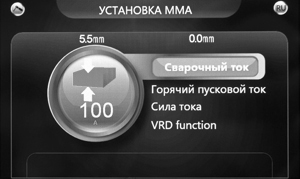 УСТАНОВКА ММА
RU
5.5mm 0.0mm
Сварочный ток
Горячий пусковой ток
100
Сила тока
A
VRD function